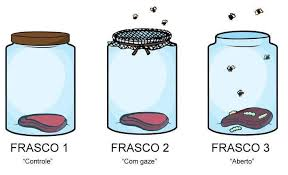 FRASCO 1
"Controle"
FRASCO 2
"Com gaze"
FRASCO 3
"Aberto"